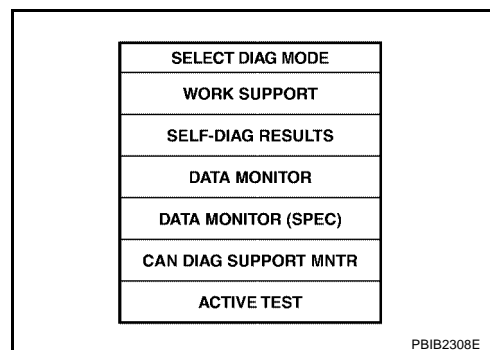 SELECT DIAG MODE
WORK SUPPORT
SELF-DIAG RESULTS
DATA MONITOR
DATA MONITOR (SPEC)
CAN DIAG SUPPORT MNTR
ACTIVE TEST
PBIB2308E